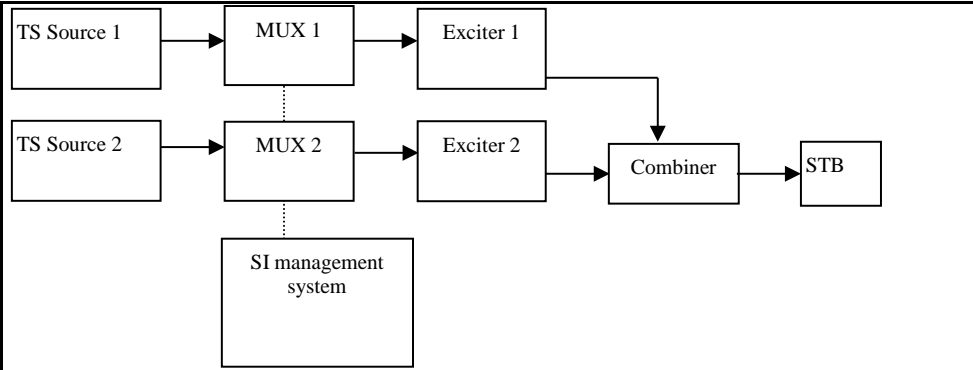 TS Source 1
MUX 1
Exciter 1
TS Source 2
MUX 2
Exciter 2
Combiner
STB
SI management
system